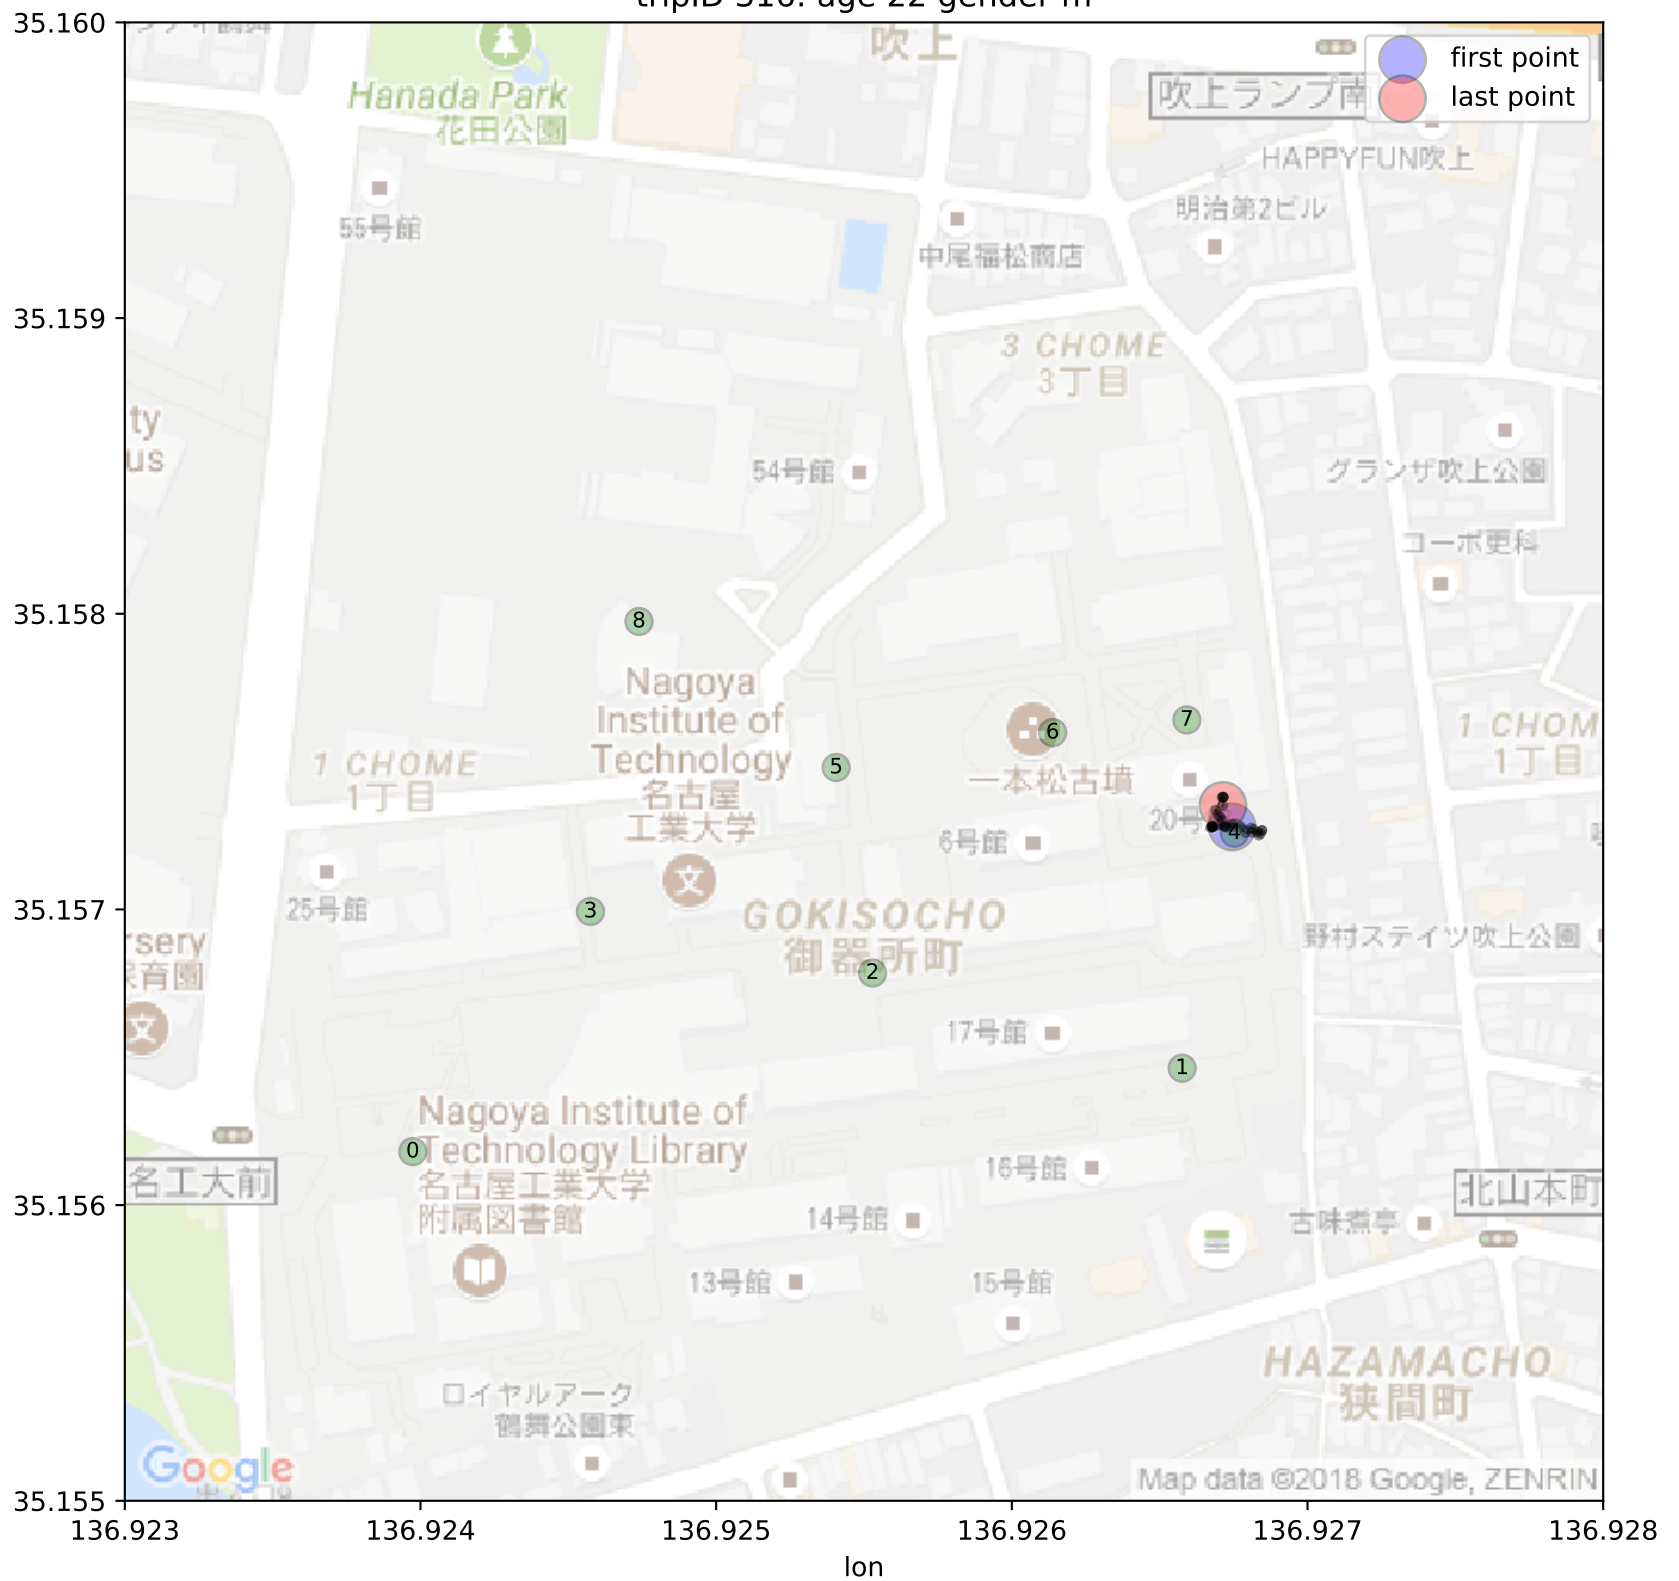 35.160
first point
last point
吹上
吹上ランプ南
Hanada Park
花田公園
HAPPYFUN吹上
明治第2ビル
55号館
中尾福松商店
35.159
3 CHOME
3丁目
ty
us
54号館
グランザ吹上公園
コーポ更科
35.158
8
Nagoya
Institute of
Technology
名古屋
工業大学
7
6
1 CHOM
1丁目
5
1 CHOME
1丁目
一本松古墳
20号
4
6号館
25号館
3
35.157
GOKISOCHO
御器所町
野村ステイツ吹上公園
rsery
育園
2
17号館
1
Nagoya Institute of
Technology Library
名古屋工業大学
附属図書館
0
名工大前
16号館
北山本町
35.156
14号館
古味煮亭
13号館
15号館
HAZAMACHO
狭間町
ロイヤルアーク
鶴舞公園東
Google
Map data ©2018 Google, ZENRIN
35.155
136.923
136.924
136.925
136.926
136.927
136.928
lon